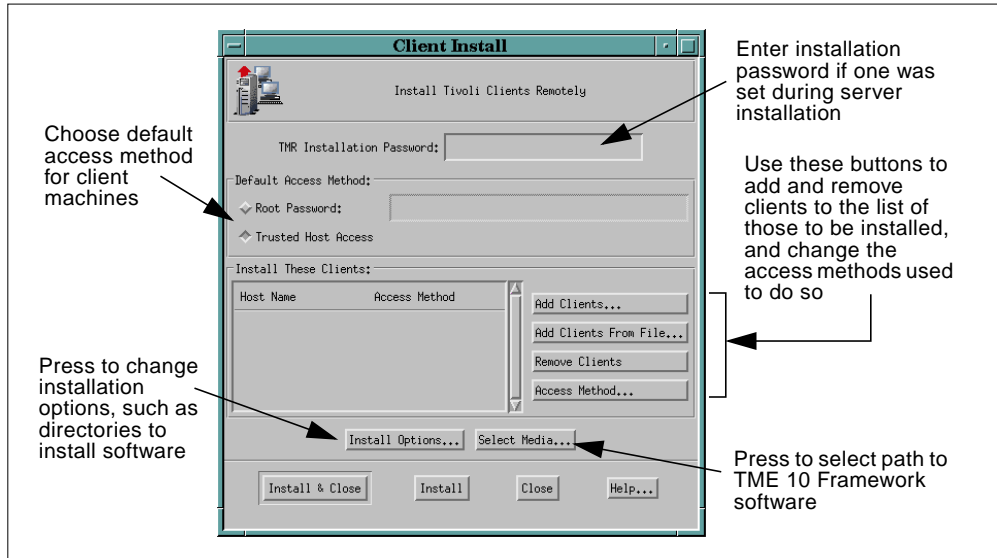 Client Install
Install Tivoli Clients Remotely
TMR Installation Password:
Default Access Method:
Root Password:
Trusted Host Access
Install These Clients:
Host Name Access Method
Add Clients...
Add Clients From File...
Remove Clients
Access Method...
Install Options... Select Media...
Install & Close Install Close Help...
Choose default
access method
for client
machines
Press to change
installation
options, such as
directories to
install software
Enter installation
password if one was
set during server
installation
Use these buttons to
add and remove
clients to the list of
those to be installed,
and change the
access methods used
to do so
Press to select path to
TME 10 Framework
software